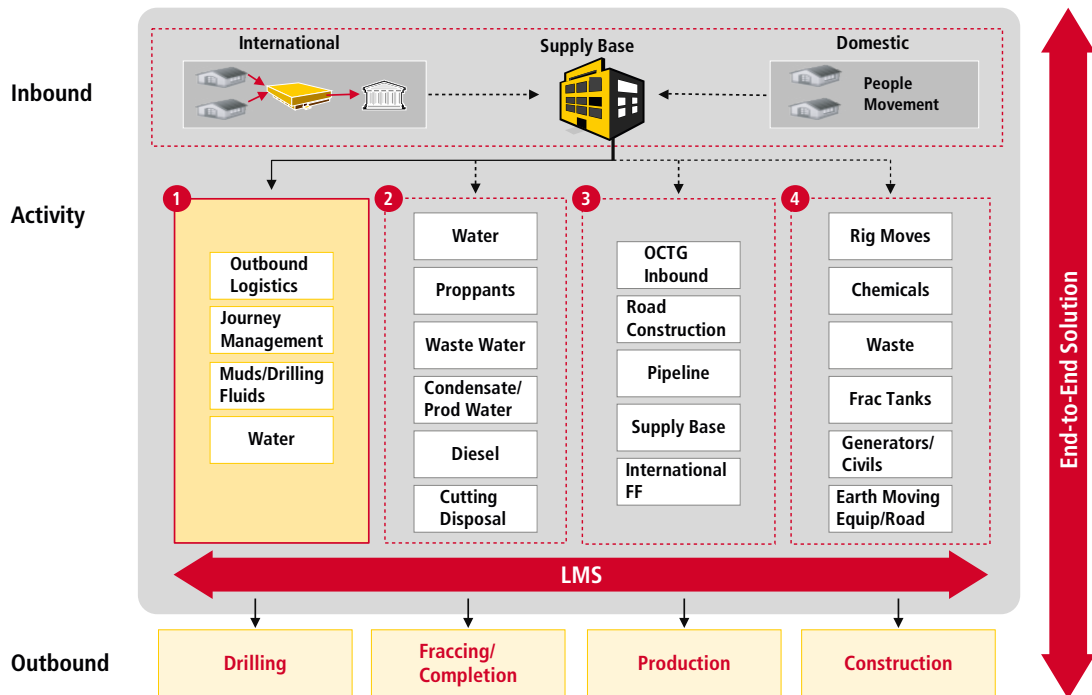 International
Supply Base
Domestic
Inbound
People
Movement
Activity
1
2
3
4
Outbound
Logistics
Journey
Management
Muds/Drilling
Fluids
Water
Water
Proppants
Waste Water
Condensate/
Prod Water
Diesel
Cutting
Disposal
OCTG
Inbound
Road
Construction
Pipeline
Supply Base
International
FF
Rig Moves
Chemicals
Waste
Frac Tanks
Generators/
Civils
Earth Moving
Equip/Road
LMS
End-to-End Solution
Outbound
Drilling
Fraccing/
Completion
Production
Construction